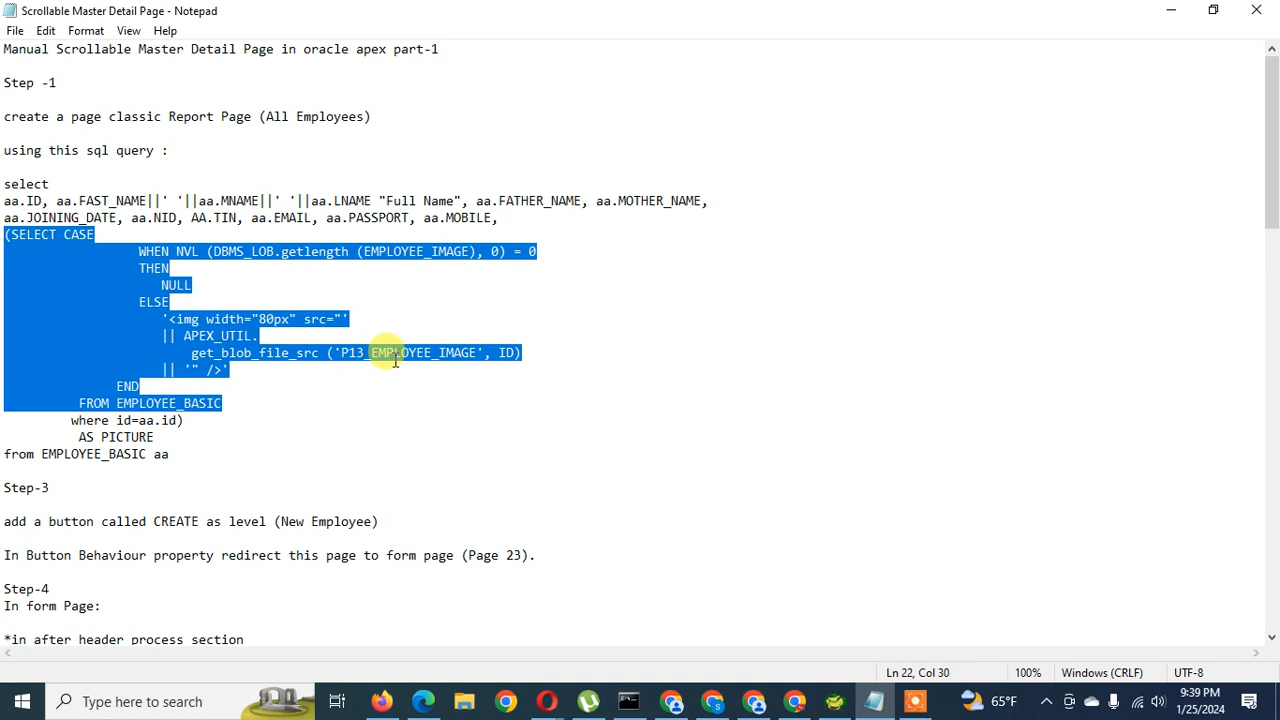 Scrollable Master Detail Page - Notepad
File Edit Format View Help
Manual Scrollable Master Detail Page in oracle apex part-1
Step -1
create a page classic Report Page (All Employees)
using this sql query :
select
aa.ID, aa.FAST_NAME||' '||aa.MNAME||' '||aa.LNAME "Full Name", aa.FATHER_NAME, aa.MOTHER_NAME,
aa.JOINING_DATE, aa.NID, AA.TIN, aa.EMAIL, aa.PASSPORT, aa.MOBILE,
(SELECT CASE
WHEN NVL (DBMS_LOB.getlength (EMPLOYEE_IMAGE), 0) = 0
THEN
NULL
ELSE
'<img width="80px" src="'
|| APEX_UTIL.
get_blob_file_src ('P13_EMPLOYEE_IMAGE', ID)
|| '" />'
END
FROM EMPLOYEE_BASIC
where id=aa.id)
AS PICTURE
from EMPLOYEE_BASIC aa
Step-3
add a button called CREATE as level (New Employee)
In Button Behaviour property redirect this page to form page (Page 23).
Step-4
In form Page:
*in after header process section
Ln 22, Col 30 100% Windows (CRLF) UTF-8
Type here to search
65°F
9:39 PM
1/25/2024